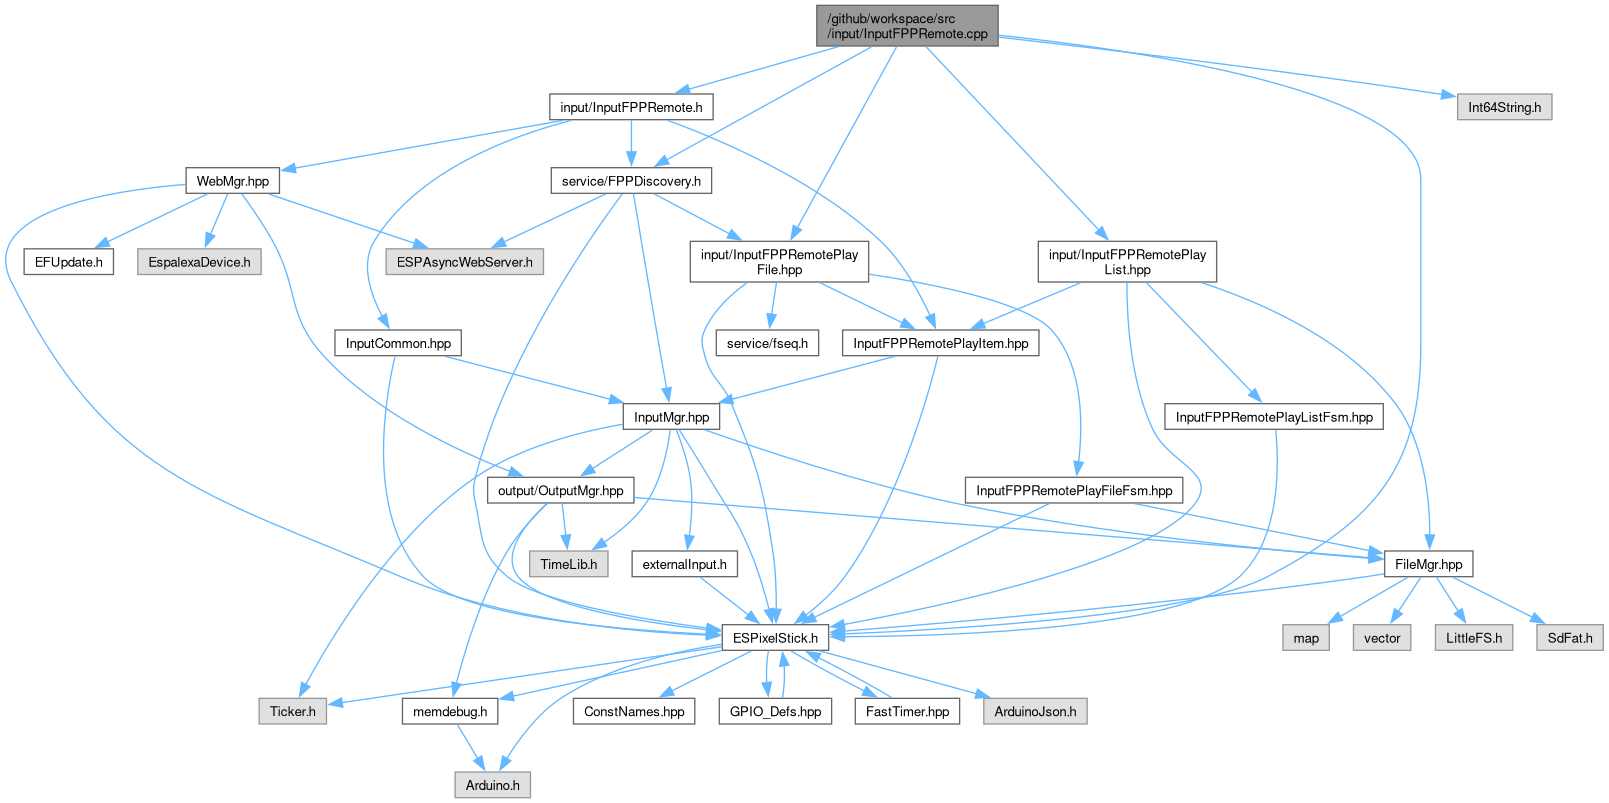 /github/workspace/src
/input/InputFPPRemote.cpp
input/InputFPPRemote.h
Int64String.h
WebMgr.hpp
service/FPPDiscovery.h
EFUpdate.h
EspalexaDevice.h
ESPAsyncWebServer.h
input/InputFPPRemotePlay
File.hpp
input/InputFPPRemotePlay
List.hpp
InputCommon.hpp
service/fseq.h
InputFPPRemotePlayItem.hpp
InputMgr.hpp
InputFPPRemotePlayListFsm.hpp
output/OutputMgr.hpp
InputFPPRemotePlayFileFsm.hpp
TimeLib.h
externalInput.h
FileMgr.hpp
ESPixelStick.h
map
vector
LittleFS.h
SdFat.h
Ticker.h
memdebug.h
ConstNames.hpp
GPIO_Defs.hpp
FastTimer.hpp
ArduinoJson.h
Arduino.h